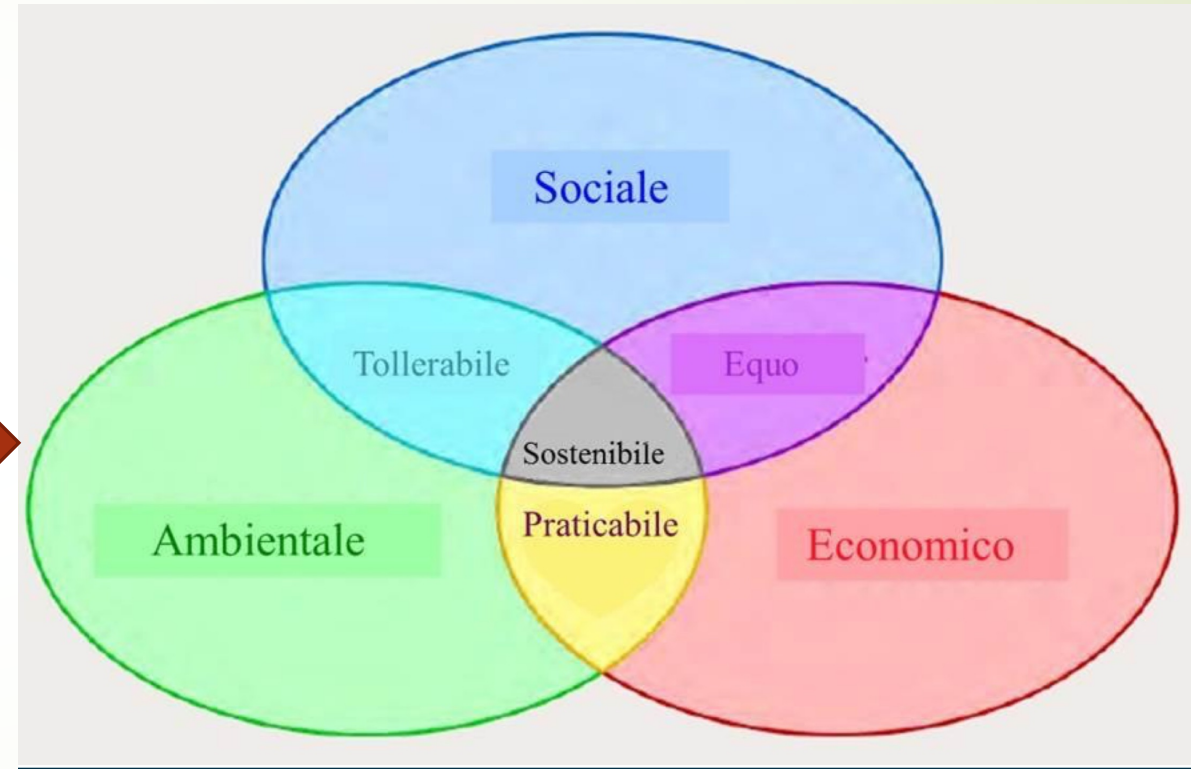 Sociale
Tollerabile
Equo
Sostenibile
Praticabile
Ambientale
Economico